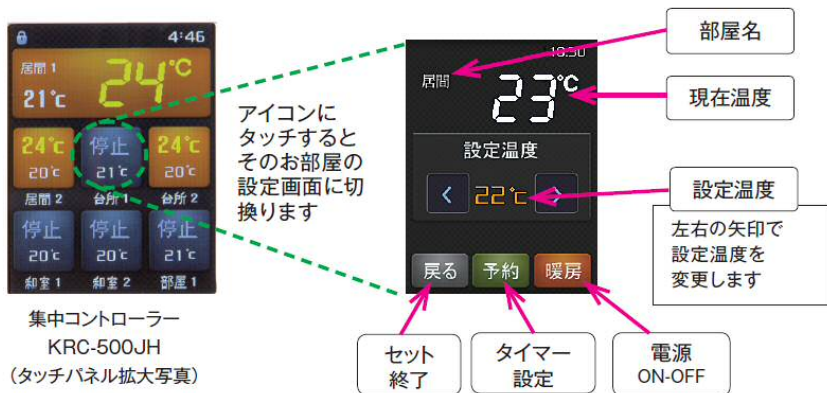 4:46
居間 1
21℃
24℃
24℃
20℃
停止
21℃
24℃
20℃
居間 2
台所 1
台所 2
停止
20℃
停止
20℃
停止
21℃
和室 1
和室 2
部屋 1
集中コントローラー
KRC-500JH
(タッチパネル拡大写真)
アイコンに
タッチすると
そのお部屋の
設定画面に切
換ります
居間
23℃
設定温度
< 22℃ >
戻る
予約
暖房
部屋名
現在温度
設定温度
左右の矢印で
設定温度を
変更します
セット
終了
タイマー
設定
電源
ON-OFF